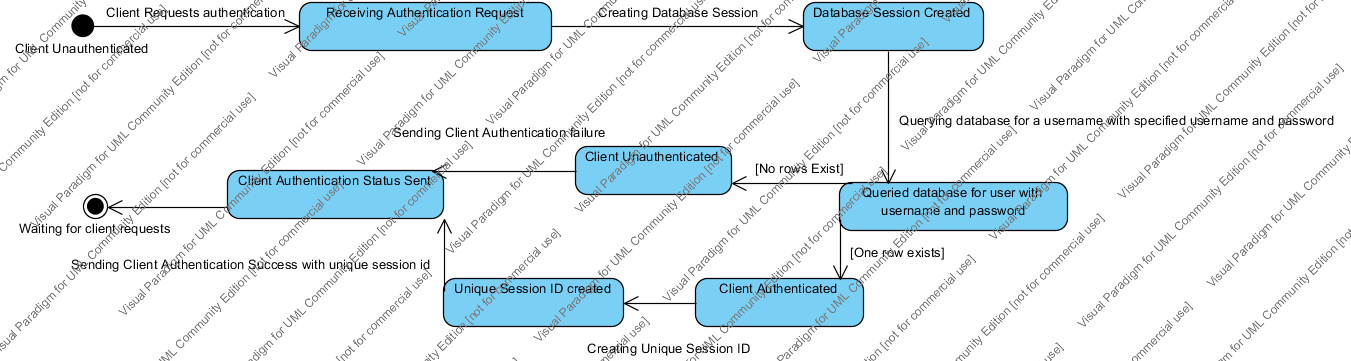 Client Requests authentication
Receiving Authentication Request
Creating Database Session
Database Session Created
Client Unauthenticated
Querying database for a username with specified username and password
Sending Client Authentication failure
Client Unauthenticated
[No rows Exist]
Client Authentication Status Sent
Queried database for user with
username and password
Waiting for client requests
[One row exists]
Sending Client Authentication Success with unique session id
Unique Session ID created
Client Authenticated
Creating Unique Session ID
Visual Paradigm for UML Community Edition [not for commercial use]